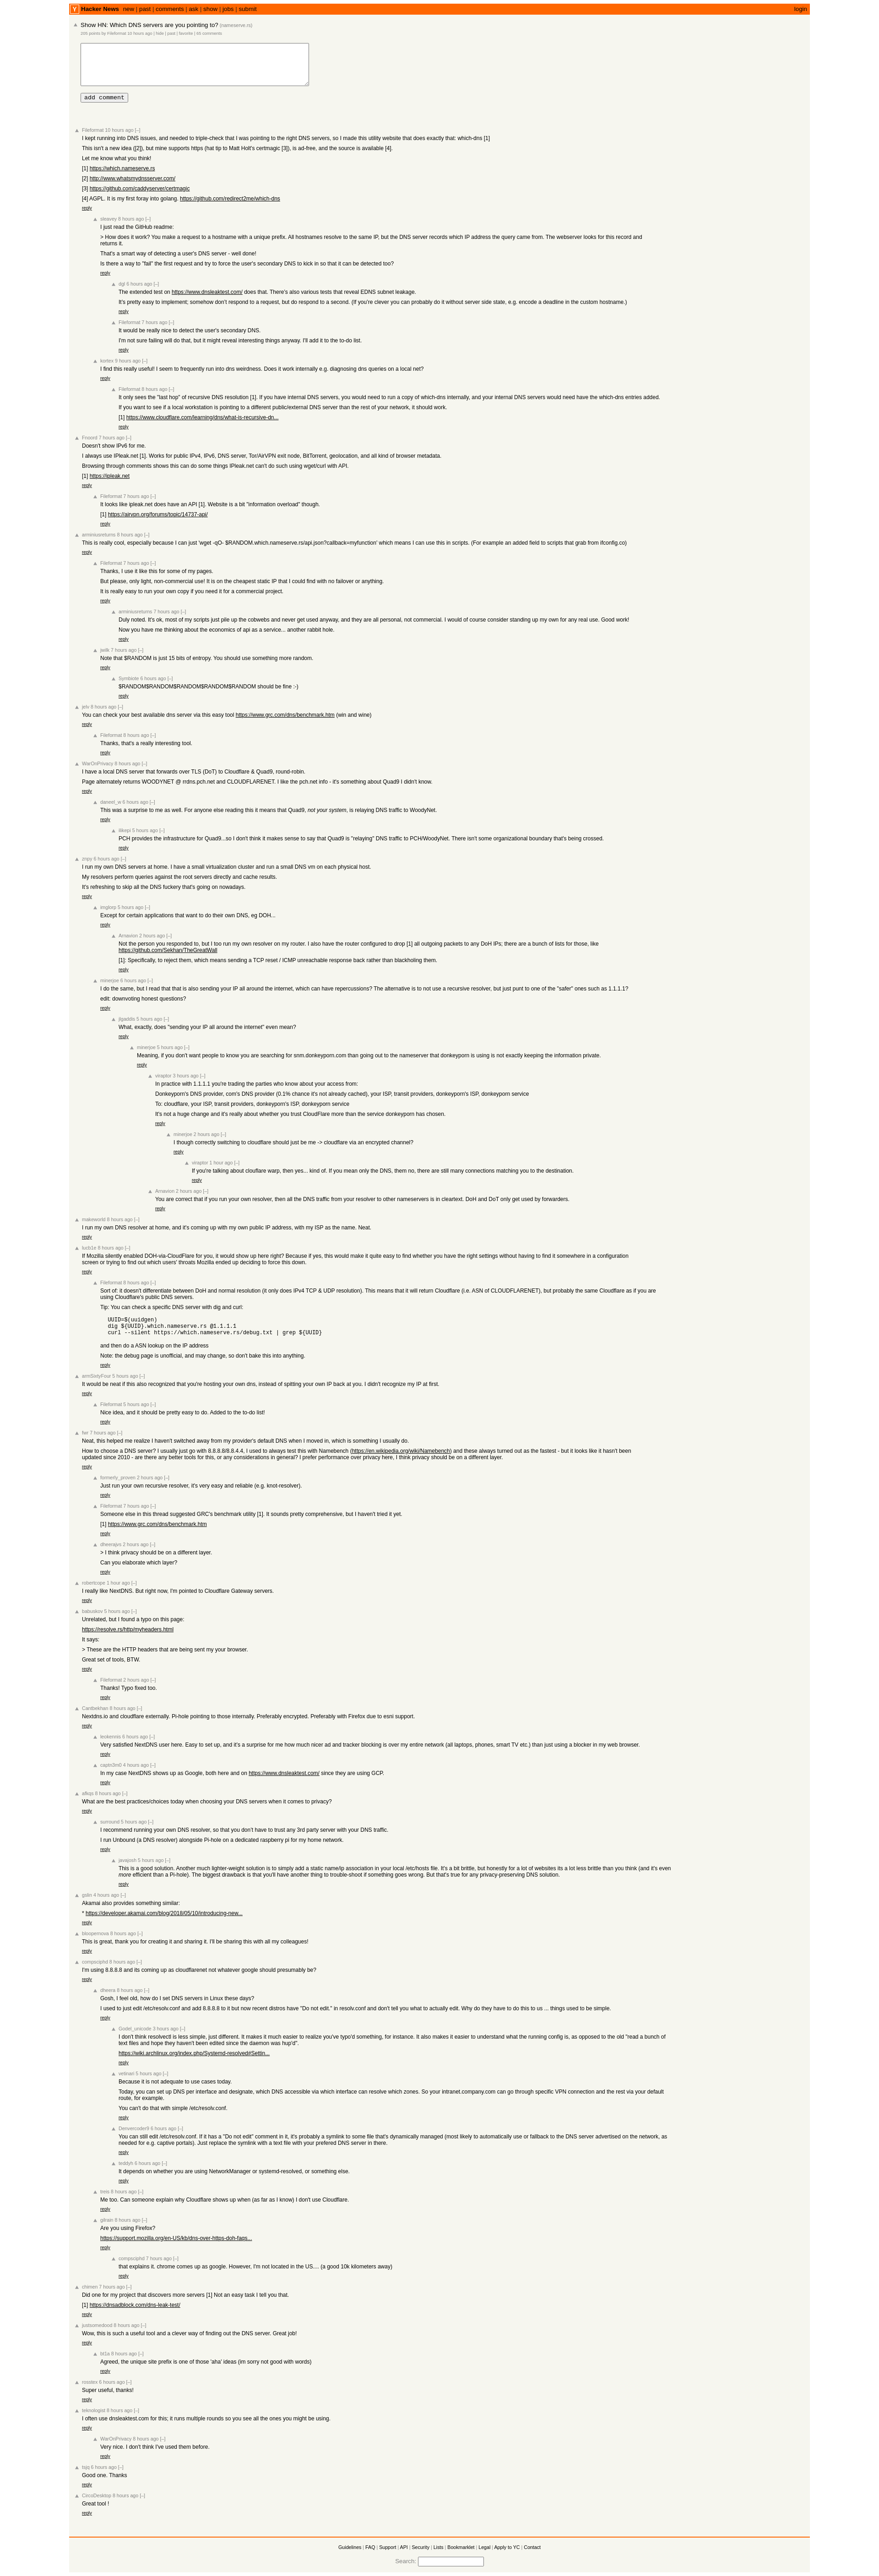 Y Hacker News new | past | comments | ask | show | jobs | submit login
Show HN: Which DNS servers are you pointing to? (nameserve.rs)
by Fileformat 10 hours ago | hide | past | favorite | comments
add comment
Fileformat 10 hours ago [–]
I kept running into DNS issues, and needed to triple-check that I was pointing to the right DNS servers, so I made this utility website that does exactly that: which-dns [1]
This isn't a new idea ([2]), but mine supports https (hat tip to Matt Holt's certmagic [3]), is ad-free, and the source is available [4].
Let me know what you think!
[1] https://which.nameserve.rs
[2] http://www.whatsmydnsserver.com/
[3] https://github.com/caddyserver/certmagic
[4] AGPL. It is my first foray into golang. https://github.com/redirect2me/which-dns
reply
9 hours ago [–]
I just read the GitHub readme:
> How does it work? You make a request to a hostname with a unique prefix. All hostnames resolve to the same IP, but the DNS server records which IP address the query came from. The webserver looks for this record and
returns it.
That's a smart way of detecting a user's DNS server - well done!
Is there a way to "fail" the first request and try to force the user's secondary DNS to kick in so that it can be detected too?
reply
dgl 6 hours ago [–]
The extended test on https://www.dnsleaktest.com/ does that. There's also various tests that reveal EDNS subnet leakage.
It's pretty easy to implement; somehow don't respond to a request, but do respond to a second. (If you're clever you can probably do it without server side state, e.g. encode a deadline in the custom hostname.)
reply
Fileformat 7 hours ago [–]
It would be really nice to detect the user's secondary DNS.
I'm not sure failing will do that, but it might reveal interesting things anyway. I'll add it to the to-do list.
reply
9 hours ago [–]
I find this really useful! I seem to frequently run into dns weirdness. Does it work internally e.g. diagnosing dns queries on a local net?
reply
Fileformat 8 hours ago [–]
It only sees the "last hop" of recursive DNS resolution [1]. If you have internal DNS servers, you would need to run a copy of which-dns internally, and your internal DNS servers would need have the which-dns entries added.
If you want to see if a local workstation is pointing to a different public/external DNS server than the rest of your network, it should work.
[1] https://www.cloudflare.com/learning/dns/what-is-recursive-dn...
reply
7 hours ago [–]
Doesn't show IPv6 for me.
I always use IPleak.net [1]. Works for public IPv4, IPv6, DNS server, Tor/AirVPN exit node, BitTorrent, geolocation, and all kind of browser metadata.
Browsing through comments shows this can do some things IPleak.net can't do such using wget/curl with API.
[1] https://ipleak.net
reply
Fileformat 7 hours ago [–]
It looks like ipleak.net does have an API [1]. Website is a bit "information overload" though.
[1] https://airvpn.org/forums/topic/14737-api/
reply
arminiusreturns 9 hours ago [–]
This is really cool, especially because I can just 'wget -qO- $RANDOM.which.nameserve.rs/api.json?callback=myfunction' which means I can use this in scripts. (For example an added field to scripts that grab from ifconfig.co)
reply
Fileformat 7 hours ago [–]
Thanks, I use it like this for some of my pages.
But please, only light, non-commercial use! It is on the cheapest static IP that I could find with no failover or anything.
It is really easy to run your own copy if you need it for a commercial project.
reply
arminiusreturns 7 hours ago [–]
Duly noted. It's ok, most of my scripts just pile up the cobwebs and never get used anyway, and they are all personal, not commercial. I would of course consider standing up my own for any real use. Good work!
Now you have me thinking about the economics of api as a service... another rabbit hole.
reply
jwilk 7 hours ago [–]
Note that $RANDOM is just 15 bits of entropy. You should use something more random.
reply
Symbiote 6 hours ago [–]
$RANDOM$RANDOM$RANDOM$RANDOM$RANDOM should be fine :-)
reply
8 hours ago [–]
You can check your best available dns server via this easy tool https://www.grc.com/dns/benchmark.htm (win and wine)
reply
Fileformat 8 hours ago [–]
Thanks, that's a really interesting tool.
reply
WarOnPrivacy 8 hours ago [–]
I have a local DNS server that forwards over TLS (DoT) to Cloudflare & Quad9, round-robin.
Page alternately returns WOODYNET @ rrdns.pch.net and CLOUDFLARENET. I like the pch.net info - it's something about Quad9 I didn't know.
reply
daneel_w 6 hours ago [–]
This was a surprise to me as well. For anyone else reading this it means that Quad9, not your system, is relaying DNS traffic to WoodyNet.
reply
5 hours ago [–]
PCH provides the infrastructure for Quad9...so I don't think it makes sense to say that Quad9 is "relaying" DNS traffic to PCH/WoodyNet. There isn't some organizational boundary that's being crossed.
reply
6 hours ago [–]
I run my own DNS servers at home. I have a small virtualization cluster and run a small DNS vm on each physical host.
My resolvers perform queries against the root servers directly and cache results.
It's refreshing to skip all the DNS fuckery that's going on nowadays.
reply
5 hours ago [–]
Except for certain applications that want to do their own DNS, eg DOH...
reply
Arnavion 2 hours ago [–]
Not the person you responded to, but I too run my own resolver on my router. I also have the router configured to drop [1] all outgoing packets to any DoH IPs; there are a bunch of lists for those, like
https://github.com/Sekhan/TheGreatWall
[1]: Specifically, to reject them, which means sending a TCP reset / ICMP unreachable response back rather than blackholing them.
reply
minerjoe 6 hours ago [–]
I do the same, but I read that that is also sending your IP all around the internet, which can have repercussions? The alternative is to not use a recursive resolver, but just punt to one of the "safer" ones such as 1.1.1.1?
edit: downvoting honest questions?
reply
jlgaddis 5 hours ago [–]
What, exactly, does "sending your IP all around the internet" even mean?
reply
minerjoe 5 hours ago [–]
Meaning, if you don't want people to know you are searching for snm.donkeyporn.com than going out to the nameserver that donkeyporn is using is not exactly keeping the information private.
reply
viraptor 3 hours ago [–]
In practice with 1.1.1.1 you're trading the parties who know about your access from:
Donkeyporn's DNS provider, com's DNS provider (0.1% chance it's not already cached), your ISP, transit providers, donkeyporn's ISP, donkeyporn service
To: cloudflare, your ISP, transit providers, donkeyporn's ISP, donkeyporn service
It's not a huge change and it's really about whether you trust CloudFlare more than the service donkeyporn has chosen.
reply
minerjoe 2 hours ago [–]
I though correctly switching to cloudflare should just be me -> cloudflare via an encrypted channel?
reply
viraptor 1 hour ago [–]
If you're talking about clouflare warp, then yes... kind of. If you mean only the DNS, them no, there are still many connections matching you to the destination.
reply
Arnavion 2 hours ago [–]
You are correct that if you run your own resolver, then all the DNS traffic from your resolver to other nameservers is in cleartext. DoH and DoT only get used by forwarders.
reply
makeworld 8 hours ago [–]
I run my own DNS resolver at home, and it's coming up with my own public IP address, with my ISP as the name. Neat.
reply
8 hours ago [–]
If Mozilla silently enabled DOH-via-CloudFlare for you, it would show up here right? Because if yes, this would make it quite easy to find whether you have the right settings without having to find it somewhere in a configuration
screen or trying to find out which users' throats Mozilla ended up deciding to force this down.
reply
Fileformat 8 hours ago [–]
Sort of: it doesn't differentiate between DoH and normal resolution (it only does IPv4 TCP & UDP resolution). This means that it will return Cloudflare (i.e. ASN of CLOUDFLARENET), but probably the same Cloudflare as if you are
using Cloudflare's public DNS servers.
Tip: You can check a specific DNS server with dig and curl:
UUID=$(uuidgen)
dig ${UUID}.which.nameserve.rs @1.1.1.1
curl --silent https://which.nameserve.rs/debug.txt | grep ${UUID}
and then do a ASN lookup on the IP address
Note: the debug page is unofficial, and may change, so don't bake this into anything.
reply
armSixtyFour 5 hours ago [–]
It would be neat if this also recognized that you're hosting your own dns, instead of spitting your own IP back at you. I didn't recognize my IP at first.
reply
Fileformat 5 hours ago [–]
Nice idea, and it should be pretty easy to do. Added to the to-do list!
reply
7 hours ago [–]
Neat, this helped me realize I haven't switched away from my provider's default DNS when I moved in, which is something I usually do.
How to choose a DNS server? I usually just go with 8.8.8.8/8.8.4.4, I used to always test this with Namebench (https://en.wikipedia.org/wiki/Namebench) and these always turned out as the fastest - but it looks like it hasn't been
updated since 2010 - are there any better tools for this, or any considerations in general? I prefer performance over privacy here, I think privacy should be on a different layer.
reply
formerly_proven 2 hours ago [–]
Just run your own recursive resolver, it's very easy and reliable (e.g. knot-resolver).
reply
Fileformat 7 hours ago [–]
Someone else in this thread suggested GRC's benchmark utility [1]. It sounds pretty comprehensive, but I haven't tried it yet.
[1] https://www.grc.com/dns/benchmark.htm
reply
dheerajvs 2 hours ago [–]
> I think privacy should be on a different layer.
Can you elaborate which layer?
reply
robertcope 1 hour ago [–]
I really like NextDNS. But right now, I'm pointed to Cloudflare Gateway servers.
reply
5 hours ago [–]
Unrelated, but I found a typo on this page:
https://resolve.rs/http/myheaders.html
It says:
> These are the HTTP headers that are being sent my your browser.
Great set of tools, BTW.
reply
Fileformat 2 hours ago [–]
Thanks! Typo fixed too.
reply
8 hours ago [–]
Nextdns.io and cloudflare externally. Pi-hole pointing to those internally. Preferably encrypted. Preferably with Firefox due to esni support.
reply
6 hours ago [–]
Very satisfied NextDNS user here. Easy to set up, and it's a surprise for me how much nicer ad and tracker blocking is over my entire network (all laptops, phones, smart TV etc.) than just using a blocker in my web browser.
reply
4 hours ago [–]
In my case NextDNS shows up as Google, both here and on https://www.dnsleaktest.com/ since they are using GCP.
reply
8 hours ago [–]
What are the best practices/choices today when choosing your DNS servers when it comes to privacy?
reply
5 hours ago [–]
I recommend running your own DNS resolver, so that you don't have to trust any 3rd party server with your DNS traffic.
I run Unbound (a DNS resolver) alongside Pi-hole on a dedicated raspberry pi for my home network.
reply
5 hours ago [–]
This is a good solution. Another much lighter-weight solution is to simply add a static name/ip association in your local /etc/hosts file. It's a bit brittle, but honestly for a lot of websites its a lot less brittle than you think (and it's even
more efficient than a Pi-hole). The biggest drawback is that you'll have another thing to trouble-shoot if something goes wrong. But that's true for any privacy-preserving DNS solution.
reply
4 hours ago [–]
Akamai also provides something similar:
* https://developer.akamai.com/blog/2018/05/10/introducing-new...
reply
8 hours ago [–]
This is great, thank you for creating it and sharing it. I'll be sharing this with all my colleagues!
reply
compsciphd 8 hours ago [–]
I'm using 8.8.8.8 and its coming up as cloudflarenet not whatever google should presumably be?
reply
dheera 8 hours ago [–]
Gosh, I feel old, how do I set DNS servers in Linux these days?
I used to just edit /etc/resolv.conf and add 8.8.8.8 to it but now recent distros have "Do not edit." in resolv.conf and don't tell you what to actually edit. Why do they have to do this to us ... things used to be simple.
reply
Godel_unicode 3 hours ago [–]
I don't think resolvectl is less simple, just different. It makes it much easier to realize you've typo'd something, for instance. It also makes it easier to understand what the running config is, as opposed to the old "read a bunch of
text files and hope they haven't been edited since the daemon was hup'd".
https://wiki.archlinux.org/index.php/Systemd-resolved#Settin...
reply
5 hours ago [–]
Because it is not adequate to use cases today.
Today, you can set up DNS per interface and designate, which DNS accessible via which interface can resolve which zones. So your intranet.company.com can go through specific VPN connection and the rest via your default
route, for example.
You can't do that with simple /etc/resolv.conf.
reply
Denvercoder9 6 hours ago [–]
You can still edit /etc/resolv.conf. If it has a "Do not edit" comment in it, it's probably a symlink to some file that's dynamically managed (most likely to automatically use or fallback to the DNS server advertised on the network, as
needed for e.g. captive portals). Just replace the symlink with a text file with your prefered DNS server in there.
reply
teddyh 6 hours ago [–]
It depends on whether you are using NetworkManager or systemd-resolved, or something else.
reply
8 hours ago [–]
Me too. Can someone explain why Cloudflare shows up when (as far as I know) I don't use Cloudflare.
reply
8 hours ago [–]
Are you using Firefox?
https://support.mozilla.org/en-US/kb/dns-over-https-doh-faqs...
reply
compsciphd 7 hours ago [–]
that explains it. chrome comes up as google. However, I'm not located in the US.... (a good 10k kilometers away)
reply
7 hours ago [–]
Did one for my project that discovers more servers [1] Not an easy task I tell you that.
[1] https://dnsadblock.com/dns-leak-test/
reply
8 hours ago [–]
Wow, this is such a useful tool and a clever way of finding out the DNS server. Great job!
reply
8 hours ago [–]
Agreed, the unique site prefix is one of those 'aha' ideas (im sorry not good with words)
reply
hours ago [–]
Super useful, thanks!
reply
teknologist 8 hours ago [–]
I often use dnsleaktest.com for this; it runs multiple rounds so you see all the ones you might be using.
reply
WarOnPrivacy 8 hours ago [–]
Very nice. I don't think I've used them before.
reply
6 hours ago [–]
Good one. Thanks
reply
8 hours ago [–]
Great tool !
reply
Guidelines | FAQ | Support | API | Security | Lists | Bookmarklet | Legal | Apply to YC | Contact
Search: